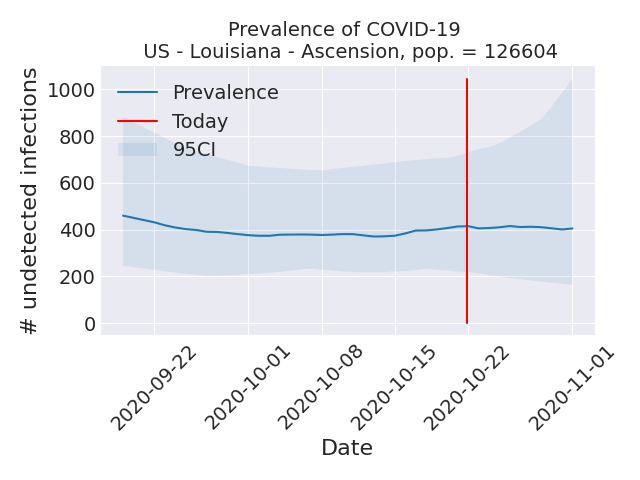 Prevalence of COVID-19
US - Louisiana - Ascension, pop. = 126604
# undetected infections
1000
800
600
400
200
0
Prevalence
Today
95CI
2020-09-22
2020-10-01
2020-10-08
2020-10-15
2020-10-22
2020-11-01
Date